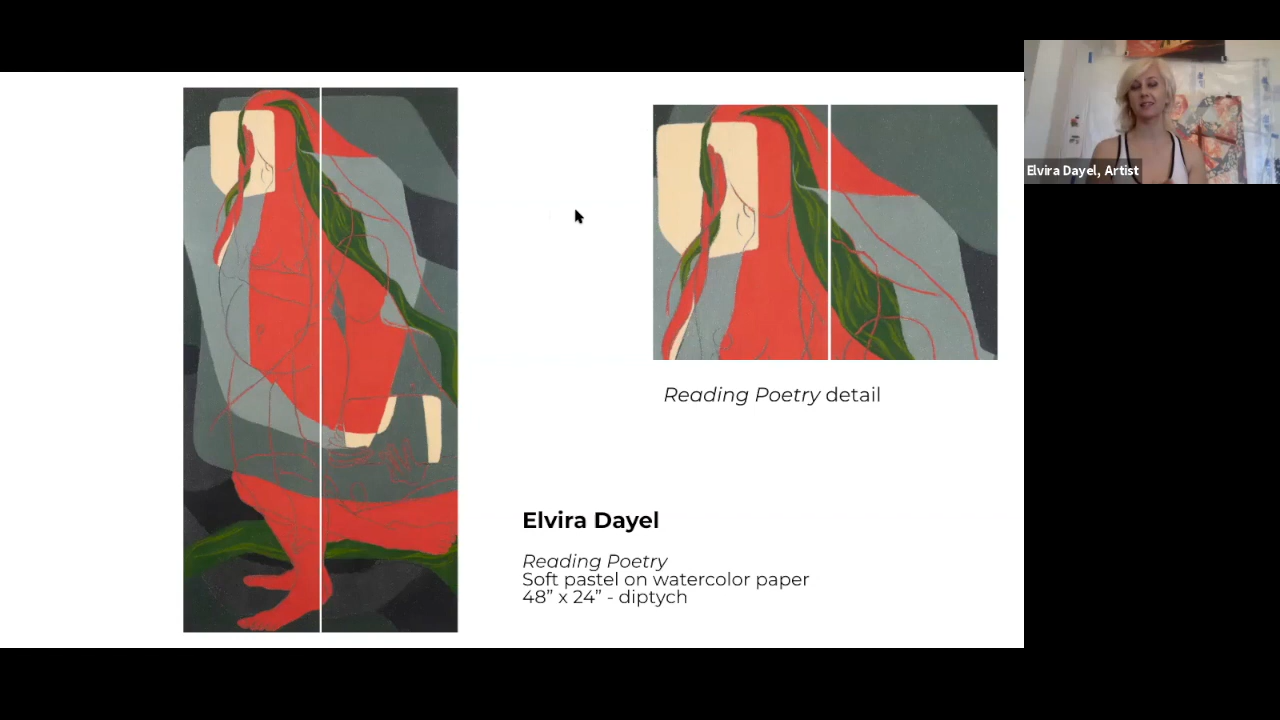 Elvira Dayel, Artist
Reading Poetry detail
Elvira Dayel
Reading Poetry
Soft pastel on watercolor paper
48” x 24” - diptych